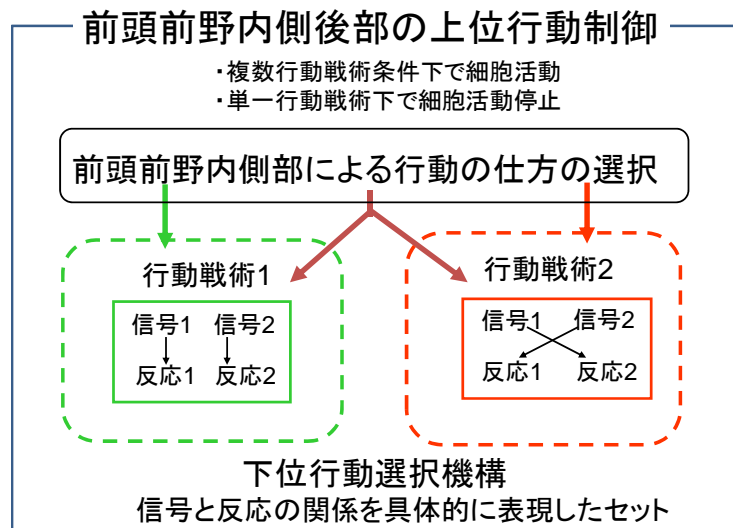 前頭前野内側後部の上位行動制御
・複数行動戦術条件下で細胞活動
・単一行動戦術下で細胞活動停止
前頭前野内側部による行動の仕方の選択
行動戦術1
信号1 信号2
反応1 反応2
行動戦術2
信号1 信号2
反応1 反応2
下位行動選択機構
信号と反応の関係を具体的に表現したセット